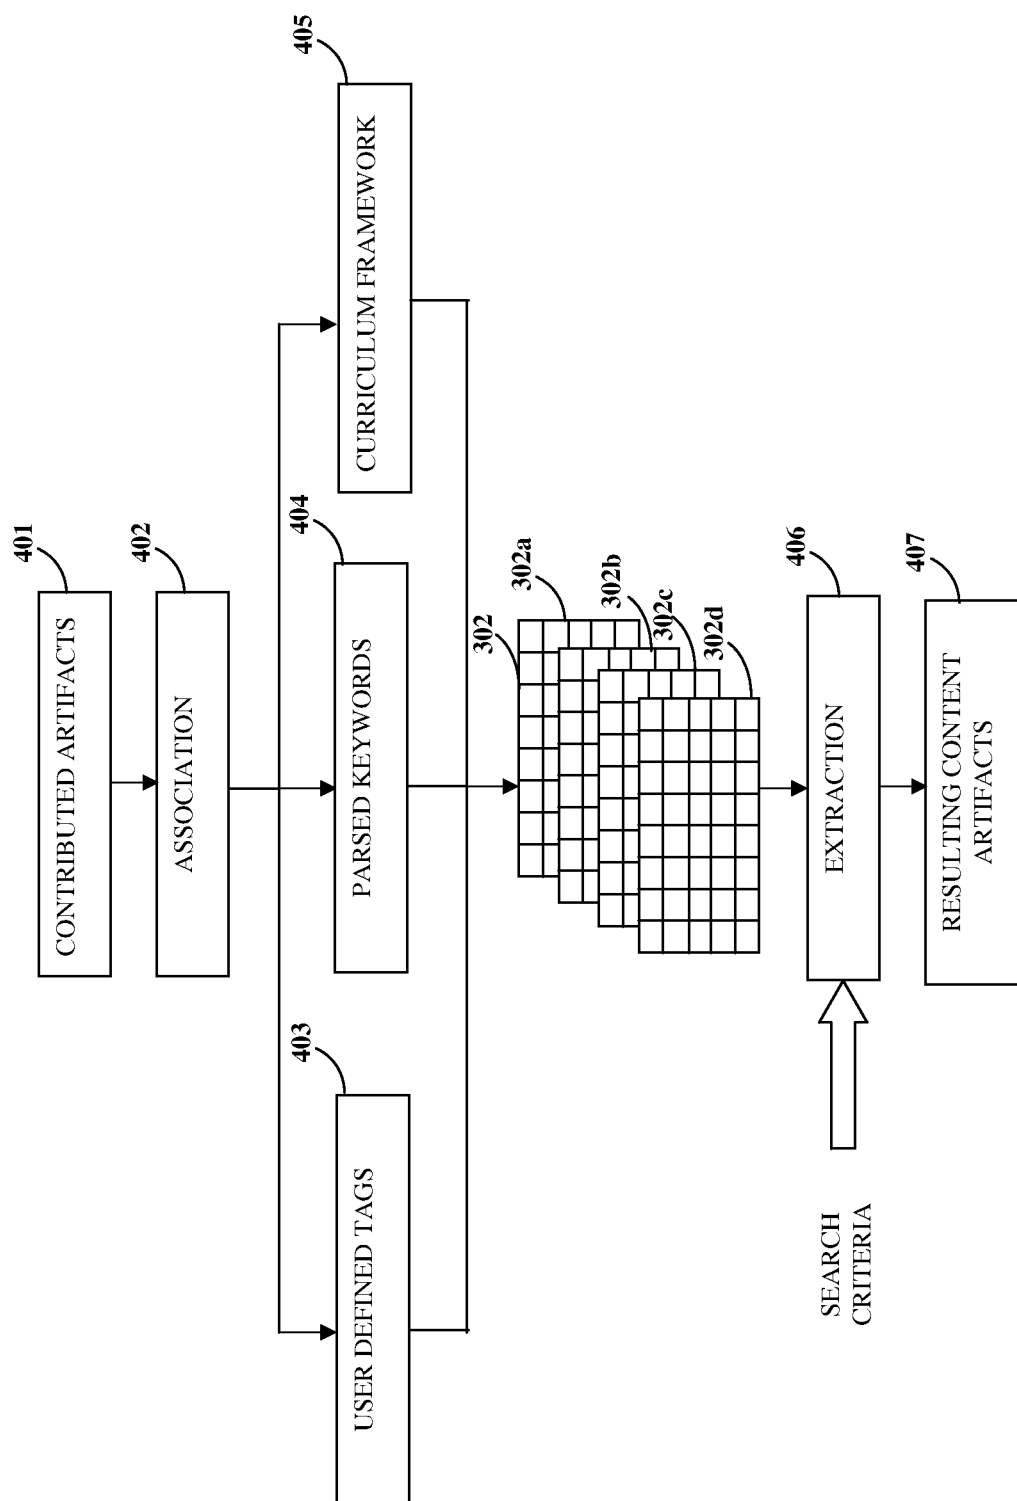 CONTRIBUTED ARTIFACTS
401
ASSOCIATION
402
USER DEFINED TAGS
403
PARSED KEYWORDS
404
CURRICULUM FRAMEWORK
405
302
302a
302b
302c
302d
SEARCH
CRITERIA
EXTRACTION
406
RESULTING CONTENT
ARTIFACTS
407